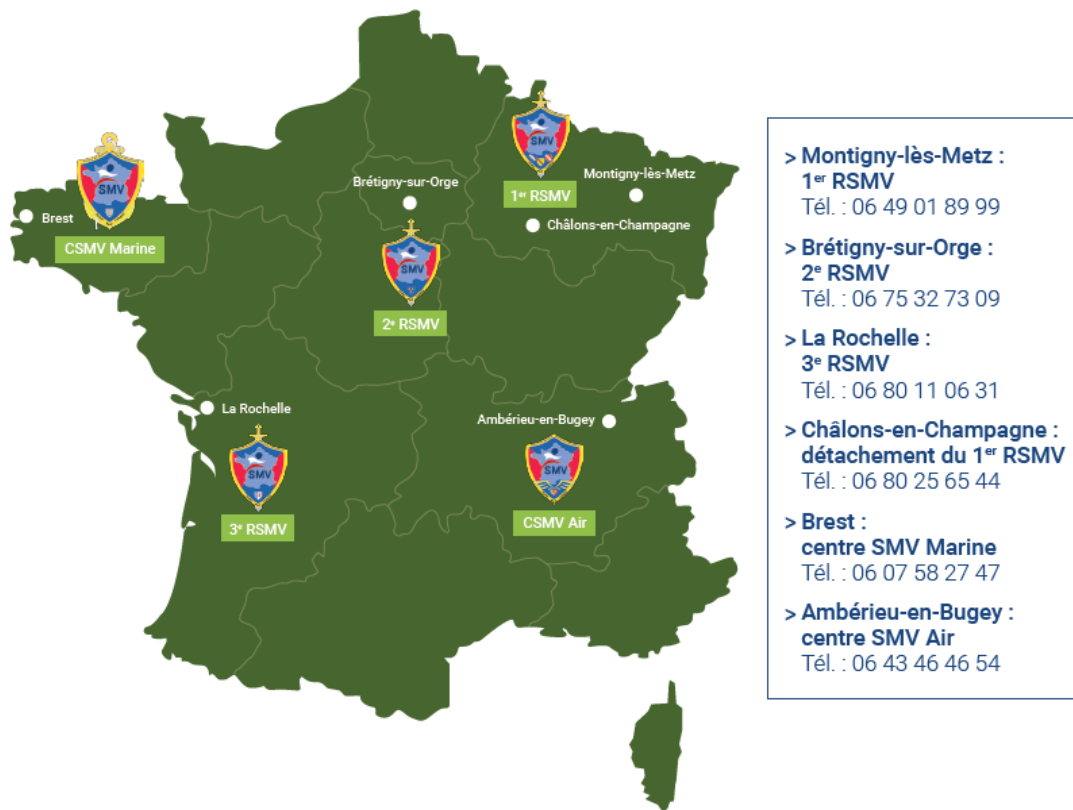 SMV
Brest
CSMV Marine
Brétigny-sur-Orge
SMV
2e RSMV
SMV
1er RSMV
Montigny-lès-Metz
Châlons-en-Champagne
La Rochelle
SMV
3e RSMV
Ambérieu-en-Bugey
SMV
CSMV Air
> Montigny-lès-Metz :
1er RSMV
Tél. : 06 49 01 89 99
> Brétigny-sur-Orge :
2e RSMV
Tél. : 06 75 32 73 09
> La Rochelle :
3e RSMV
Tél. : 06 80 11 06 31
> Châlons-en-Champagne :
détachement du 1er RSMV
Tél. : 06 80 25 65 44
> Brest :
centre SMV Marine
Tél. : 06 07 58 27 47
> Ambérieu-en-Bugey :
centre SMV Air
Tél. : 06 43 46 46 54